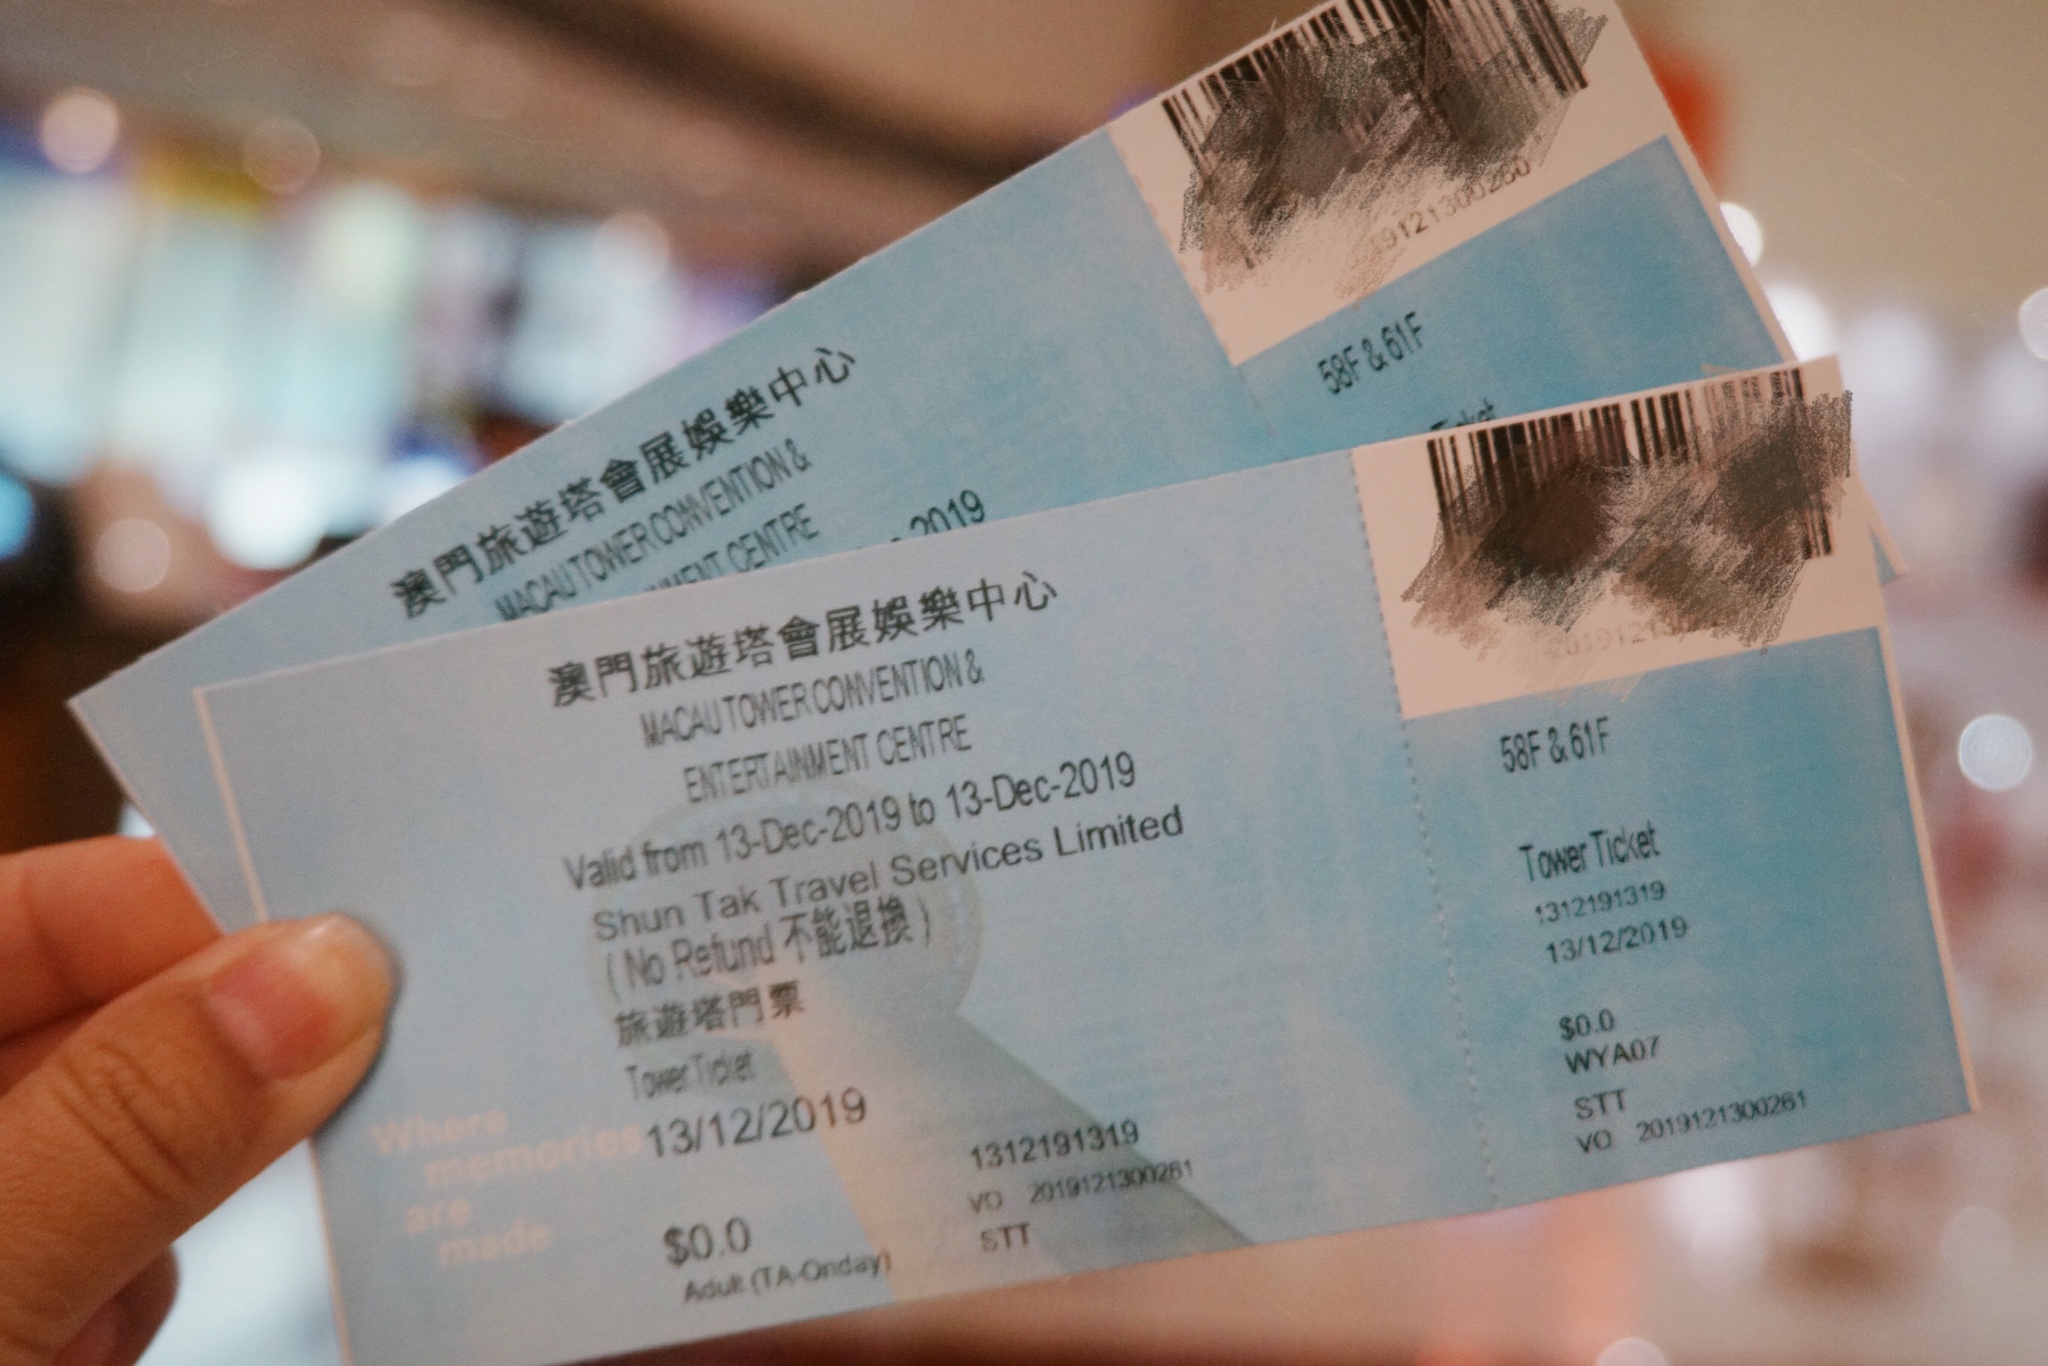 澳門旅遊塔會展娛樂中心
MACAU TOWER CONVENTION &
CENTRE
2019
58F & 61F
Ticket
澳門旅遊塔會展娛樂中心
MACAU TOWER CONVENTION &
ENTERTAINMENT CENTRE
Valid from 13-Dec-2019 to 13-Dec-2019
Shun Tak Travel Services Limited
( No Refund 不能退換 )
旅遊塔門票
Tower Ticket
13/12/2019
Where
memories
are
made
$0.0
Adult (TA-Onday)
1312191319
VO 2019121300261
STT
58F & 61F
Tower Ticket
1312191319
13/12/2019
$0.0
WYA07
STT
VO 2019121300261